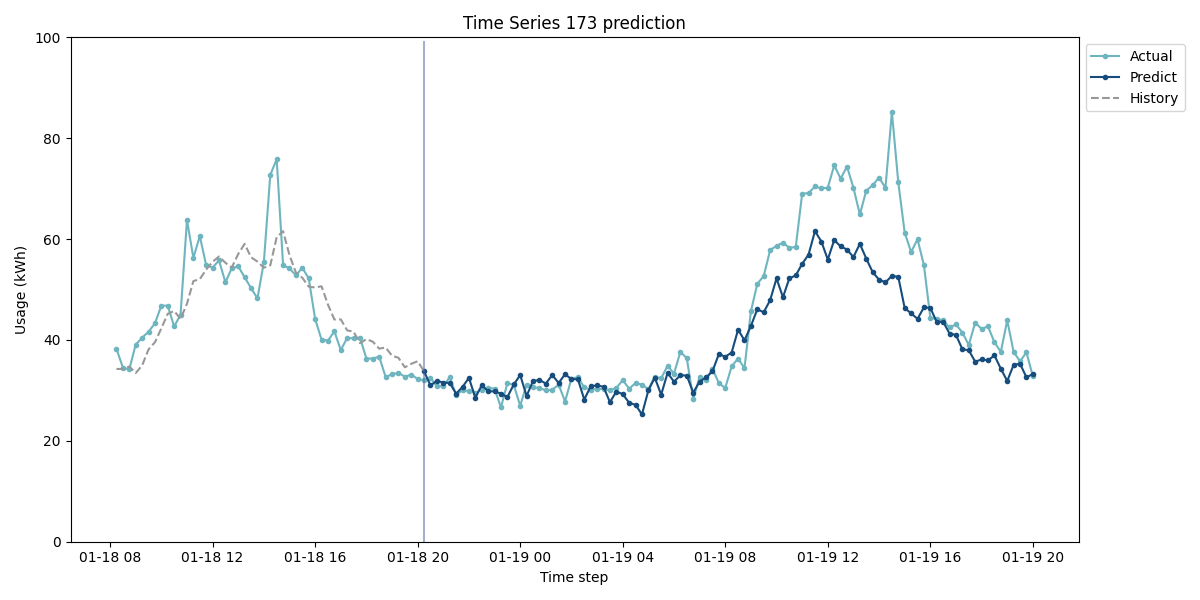 Time Series 173 prediction
100
80
60
40
20
0
Usage (kWh)
01-18 08 01-18 12 01-18 16 01-18 20 01-19 00 01-19 04 01-19 08 01-19 12 01-19 16 01-19 20
Time step
Actual
Predict
History